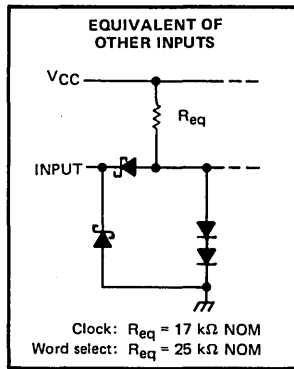 EQUIVALENT OF
OTHER INPUTS
VCC
Req
INPUT
Clock: Req = 17 kΩ NOM
Word select: Req = 25 kΩ NOM